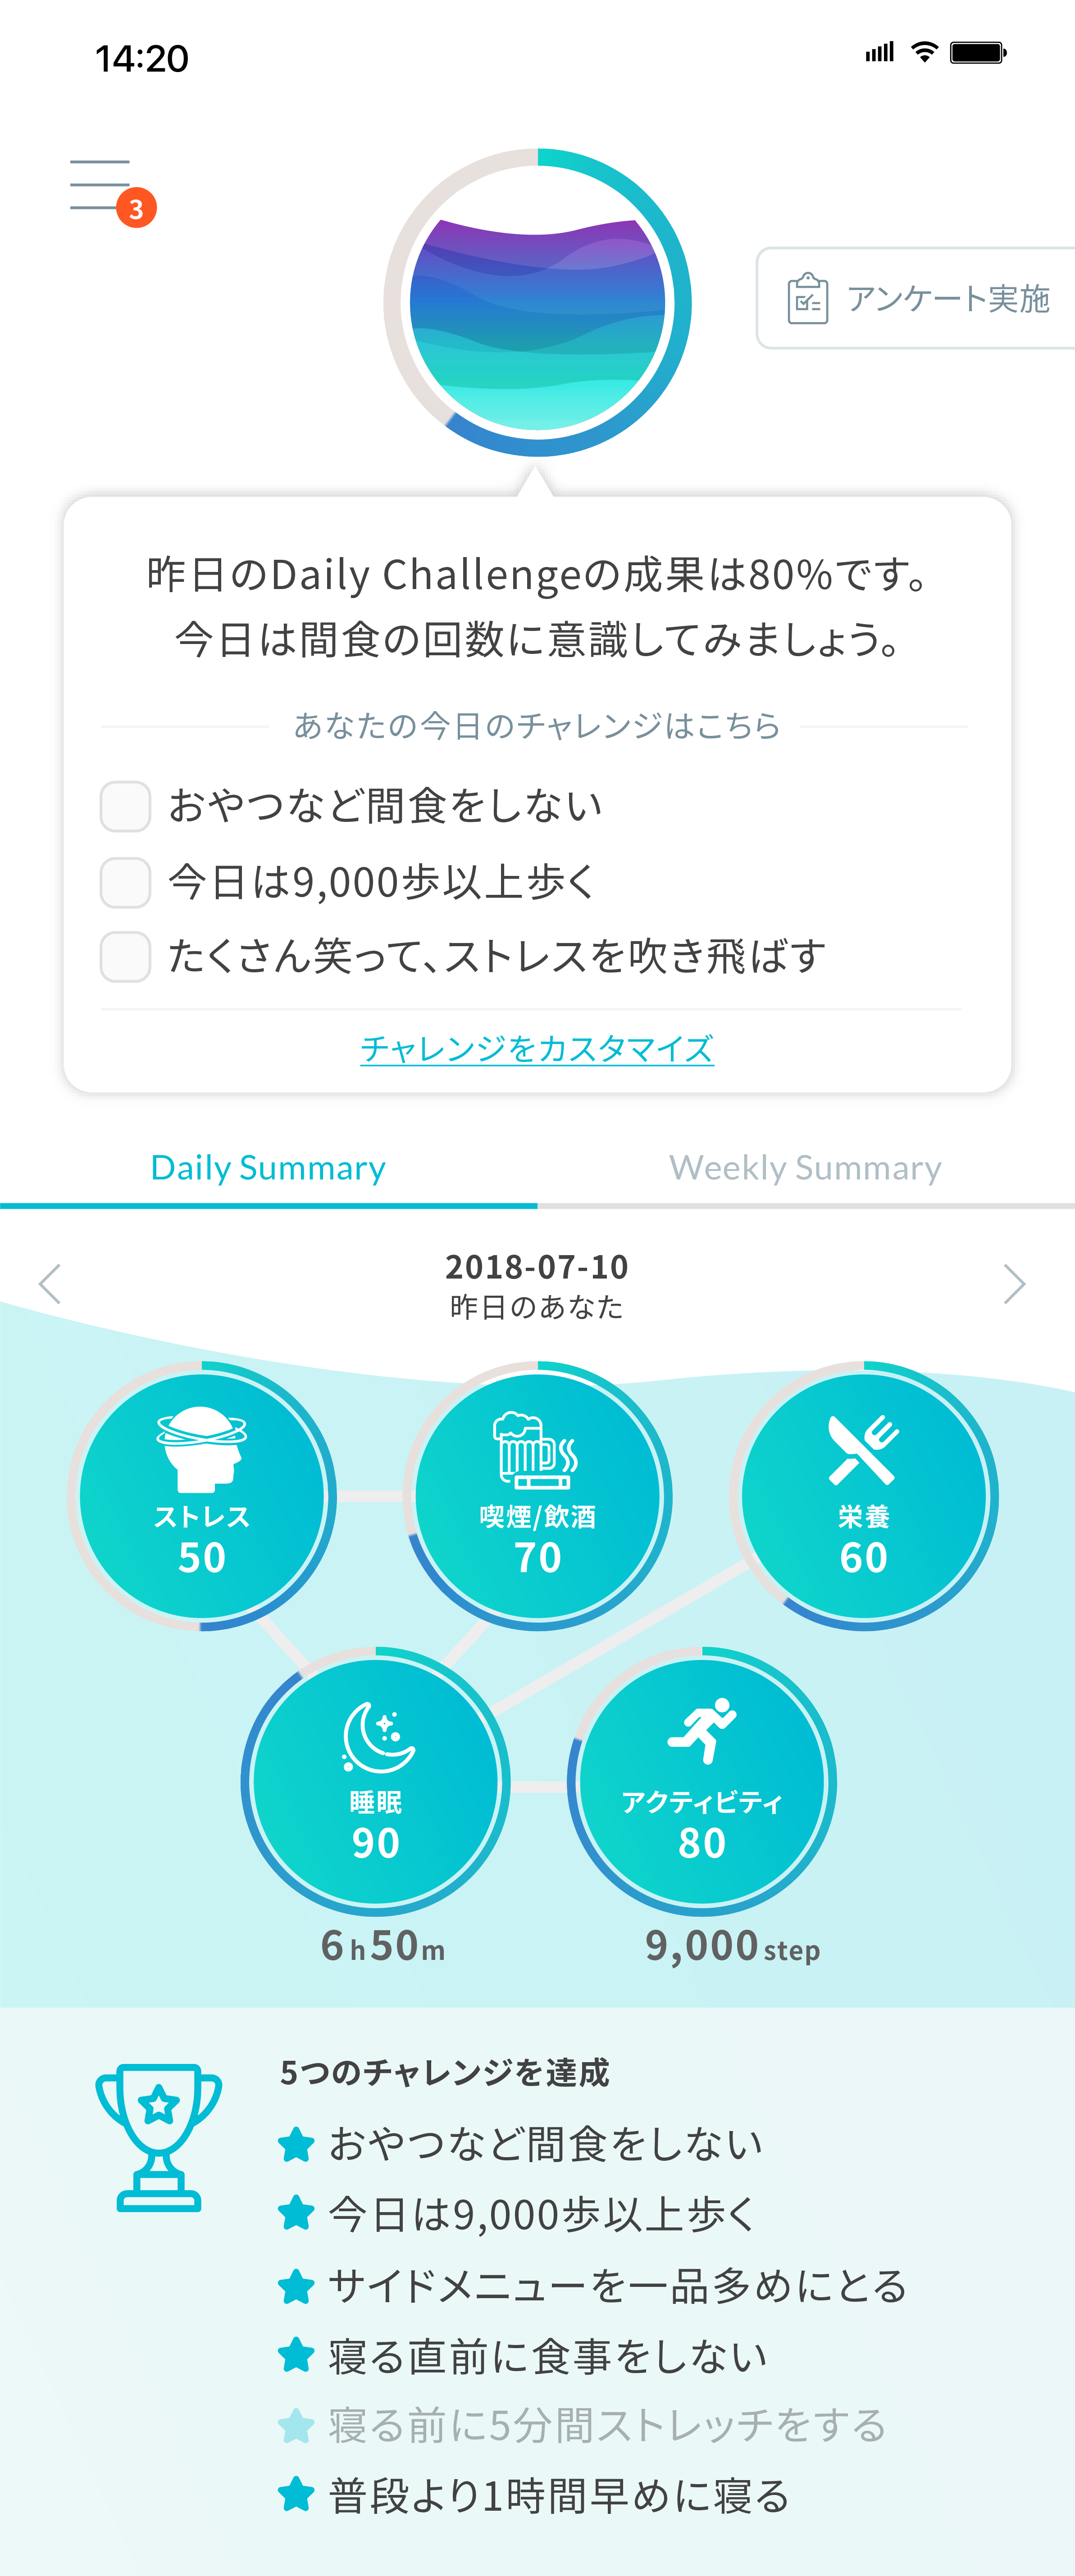 14:20
3
アンケート実施
昨日のDaily Challengeの成果は80%です。
今日は間食の回数に意識してみましょう。
あなたの今日のチャレンジはこちら
おやつなど間食をしない
今日は9,000歩以上歩く
たくさん笑って、ストレスを吹き飛ばす
チャレンジをカスタマイズ
Daily Summary
Weekly Summary
2018-07-10
昨日のあなた
ストレス
50
喫煙/飲酒
70
栄養
60
睡眠
90
アクティビティ
80
6h50m
9,000 step
5つのチャレンジを達成
おやつなど間食をしない
今日は9,000歩以上歩く
サイドメニューを一品多めにとる
寝る直前に食事をしない
寝る前に5分間ストレッチをする
普段より1時間早めに寝る